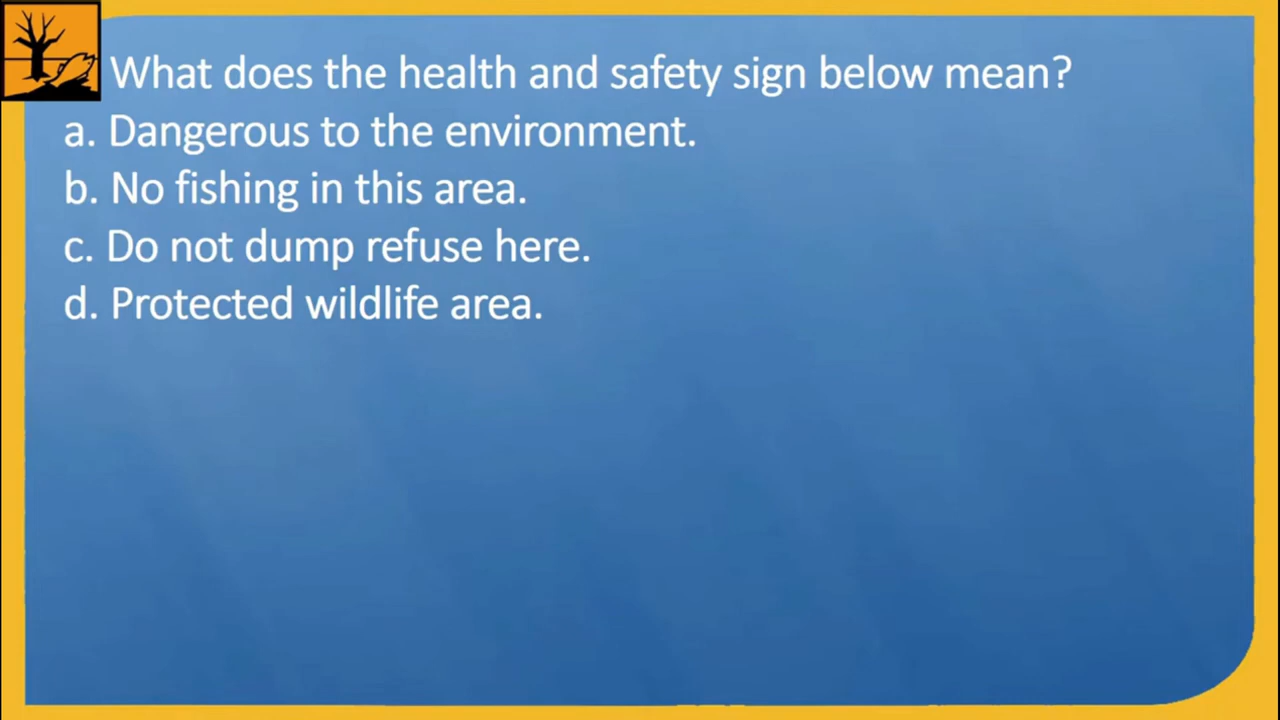 What does the health and safety sign below mean?
a. Dangerous to the environment.
b. No fishing in this area.
c. Do not dump refuse here.
d. Protected wildlife area.